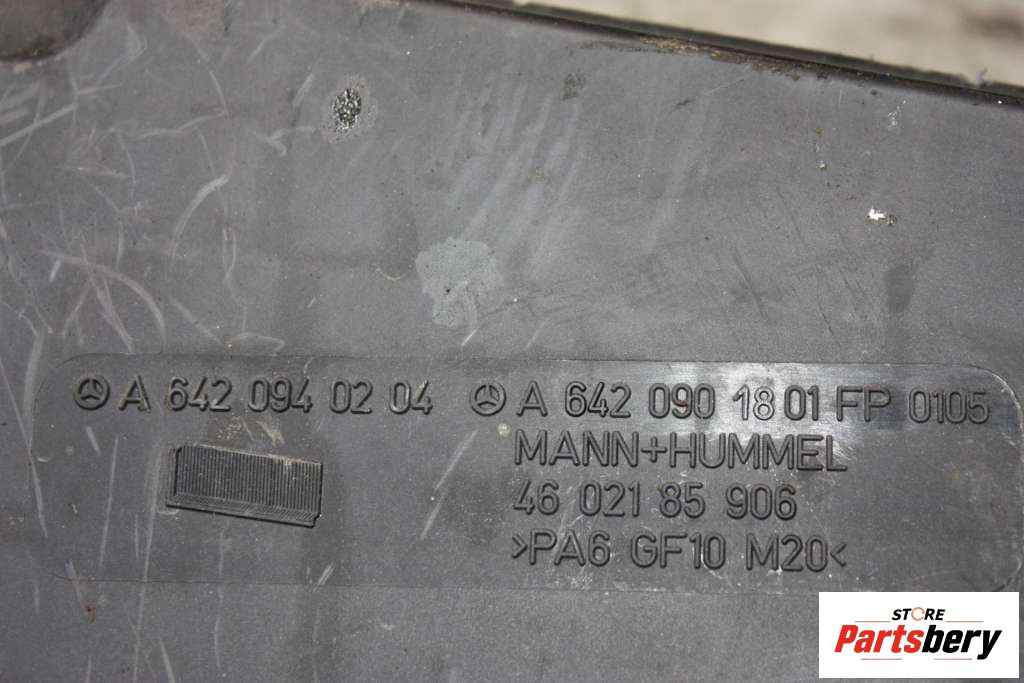 A 642 094 02 04 A 642 090 18 01 FP 0105
MANN+HUMMEL
46 021 85 906
>PA6 GF10 M20<
STORE
Partsbery